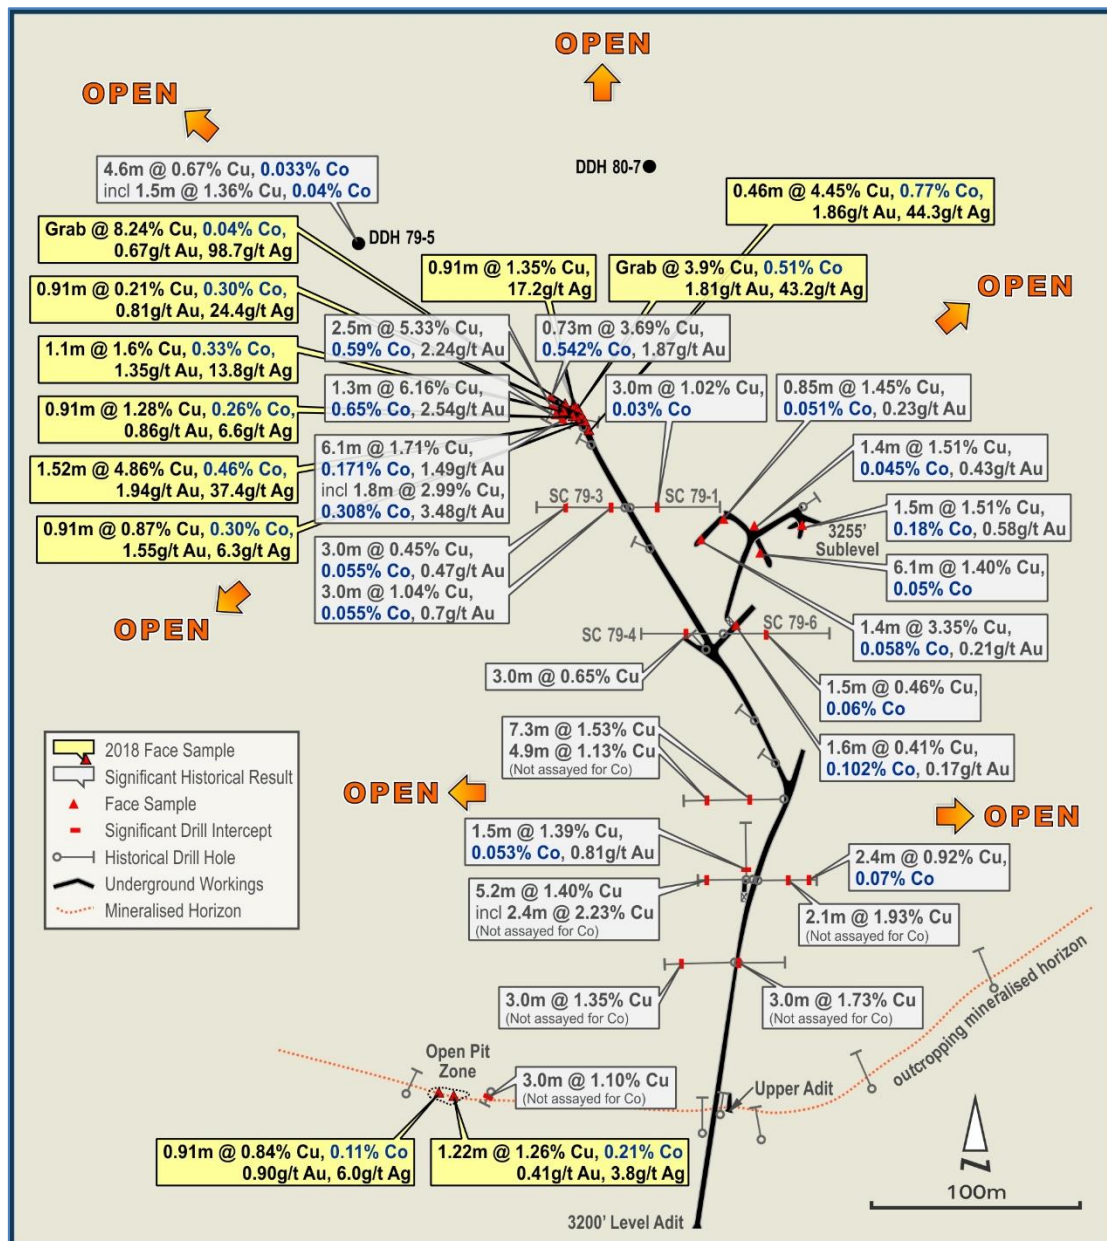 OPEN
OPEN
DDH 80-7
4.6m @ 0.67% Cu, 0.033% Co
incl 1.5m @ 1.36% Cu, 0.04% Co
DDH 79-5
0.46m @ 4.45% Cu, 0.77% Co,
1.86g/t Au, 44.3g/t Ag
Grab @ 8.24% Cu, 0.04% Co,
0.67g/t Au, 98.7g/t Ag
0.91m @ 1.35% Cu,
17.2g/t Ag
Grab @ 3.9% Cu, 0.51% Co
1.81g/t Au, 43.2g/t Ag
OPEN
0.91m @ 0.21% Cu, 0.30% Co,
0.81g/t Au, 24.4g/t Ag
2.5m @ 5.33% Cu,
0.59% Co, 2.24g/t Au
0.73m @ 3.69% Cu,
0.542% Co, 1.87g/t Au
1.1m @ 1.6% Cu, 0.33% Co,
1.35g/t Au, 13.8g/t Ag
1.3m @ 6.16% Cu,
0.65% Co, 2.54g/t Au
3.0m @ 1.02% Cu,
0.03% Co
0.85m @ 1.45% Cu,
0.051% Co, 0.23g/t Au
0.91m @ 1.28% Cu, 0.26% Co,
0.86g/t Au, 6.6g/t Ag
6.1m @ 1.71% Cu,
0.171% Co, 1.49g/t Au
incl 1.8m @ 2.99% Cu,
0.308% Co, 3.48g/t Au
1.4m @ 1.51% Cu,
0.045% Co, 0.43g/t Au
1.52m @ 4.86% Cu, 0.46% Co,
1.94g/t Au, 37.4g/t Ag
SC 79-3
SC 79-1
1.5m @ 1.51% Cu,
0.18% Co, 0.58g/t Au
3255'
Sublevel
0.91m @ 0.87% Cu, 0.30% Co,
1.55g/t Au, 6.3g/t Ag
3.0m @ 0.45% Cu,
0.055% Co, 0.47g/t Au
3.0m @ 1.04% Cu,
0.055% Co, 0.7g/t Au
6.1m @ 1.40% Cu,
0.05% Co
OPEN
SC 79-4
SC 79-6
1.4m @ 3.35% Cu,
0.058% Co, 0.21g/t Au
3.0m @ 0.65% Cu
1.5m @ 0.46% Cu,
0.06% Co
7.3m @ 1.53% Cu
4.9m @ 1.13% Cu
(Not assayed for Co)
1.6m @ 0.41% Cu,
0.102% Co, 0.17g/t Au
2018 Face Sample
Significant Historical Result
Face Sample
Significant Drill Intercept
Historical Drill Hole
Underground Workings
Mineralised Horizon
OPEN
OPEN
1.5m @ 1.39% Cu,
0.053% Co, 0.81g/t Au
2.4m @ 0.92% Cu,
0.07% Co
5.2m @ 1.40% Cu
incl 2.4m @ 2.23% Cu
(Not assayed for Co)
2.1m @ 1.93% Cu
(Not assayed for Co)
3.0m @ 1.35% Cu
(Not assayed for Co)
3.0m @ 1.73% Cu
(Not assayed for Co)
outcropping mineralised horizon
Open Pit
Zone
3.0m @ 1.10% Cu
(Not assayed for Co)
Upper Adit
0.91m @ 0.84% Cu, 0.11% Co
0.90g/t Au, 6.0g/t Ag
1.22m @ 1.26% Cu, 0.21% Co
0.41g/t Au, 3.8g/t Ag
N
100m
3200' Level Adit